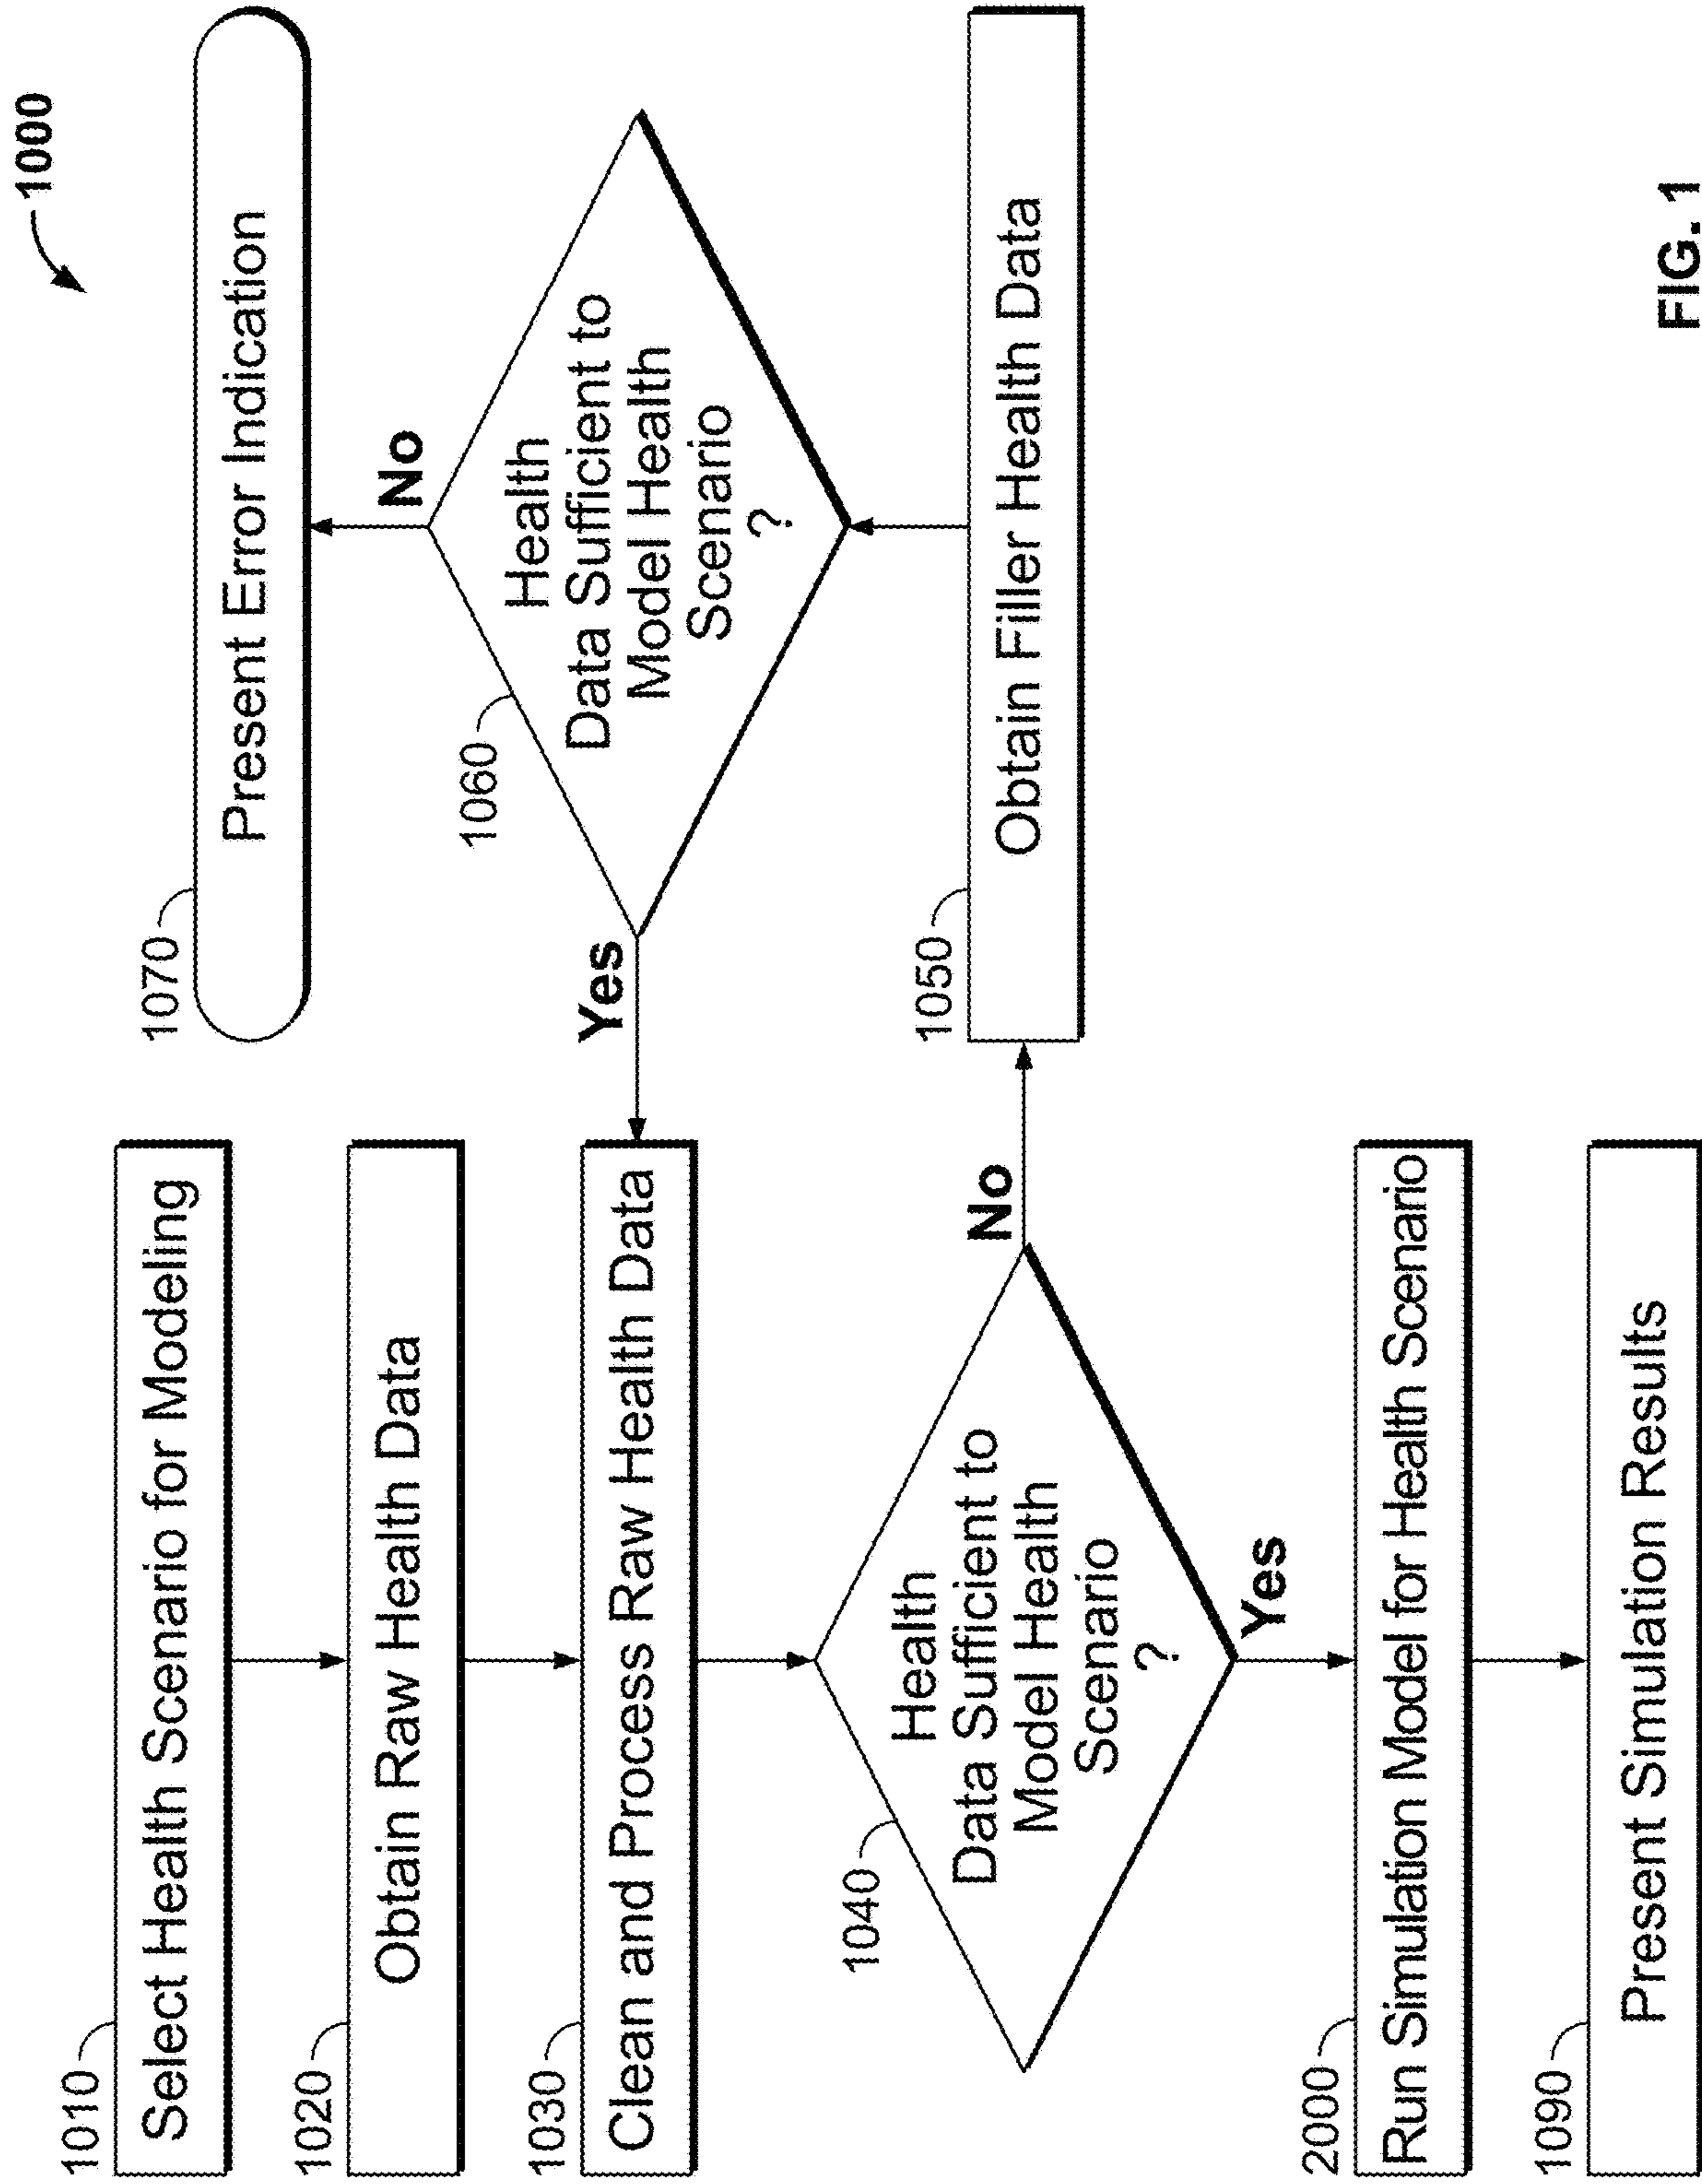 1000
1010
Select Health Scenario for Modeling
1020
Obtain Raw Health Data
1030
Clean and Process Raw Health Data
1040
Health
Data Sufficient to
Model Health
Scenario
?
No
Yes
2000
Run Simulation Model for Health Scenario
1090
Present Simulation Results
1070
Present Error Indication
No
1060
Health
Data Sufficient to
Model Health
Scenario
?
Yes
1050
Obtain Filler Health Data
FIG. 1